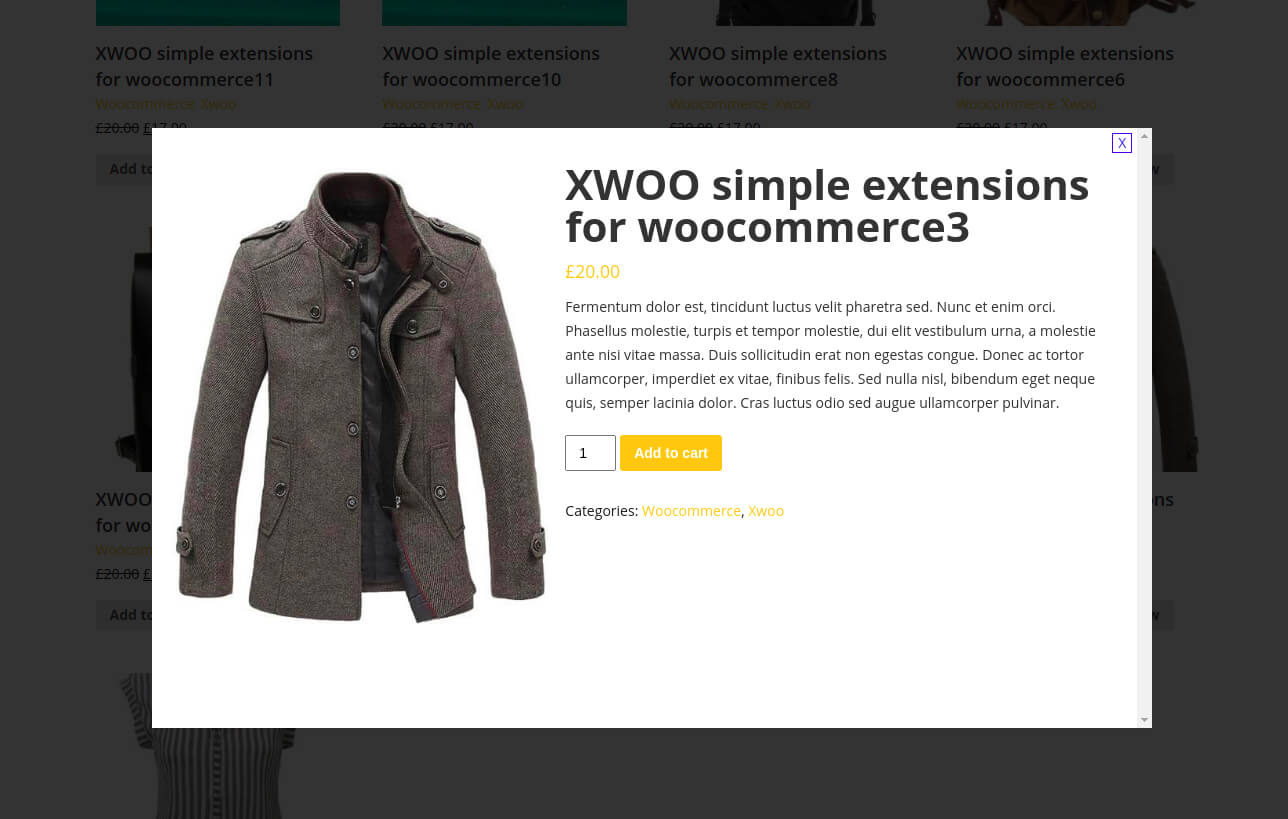 XWOO simple extensions
for woocommerce11
Woocommerce, Xwoo
£20.00 £17.00
Add to
XWOO simple extensions
for woocommerce10
Woocommerce, Xwoo
£20.00 £17.00
XWOO simple extensions
for woocommerce8
Woocommerce, Xwoo
£20.00 £17.00
XWOO simple extensions
for woocommerce6
Woocommerce, Xwoo
£20.00 £17.00
w
X
XWOO simple extensions
for woocommerce3
£20.00
Fermentum dolor est, tincidunt luctus velit pharetra sed. Nunc et enim orci.
Phasellus molestie, turpis et tempor molestie, dui elit vestibulum urna, a molestie
ante nisi vitae massa. Duis sollicitudin erat non egestas congue. Donec ac tortor
ullamcorper, imperdiet ex vitae, finibus felis. Sed nulla nisl, bibendum eget neque
quis, semper lacinia dolor. Cras luctus odio sed augue ullamcorper pulvinar.
1 Add to cart
Categories: Woocommerce, Xwoo
XWOO
for wo
Woocom
£20.00 £
Add to
ons
w